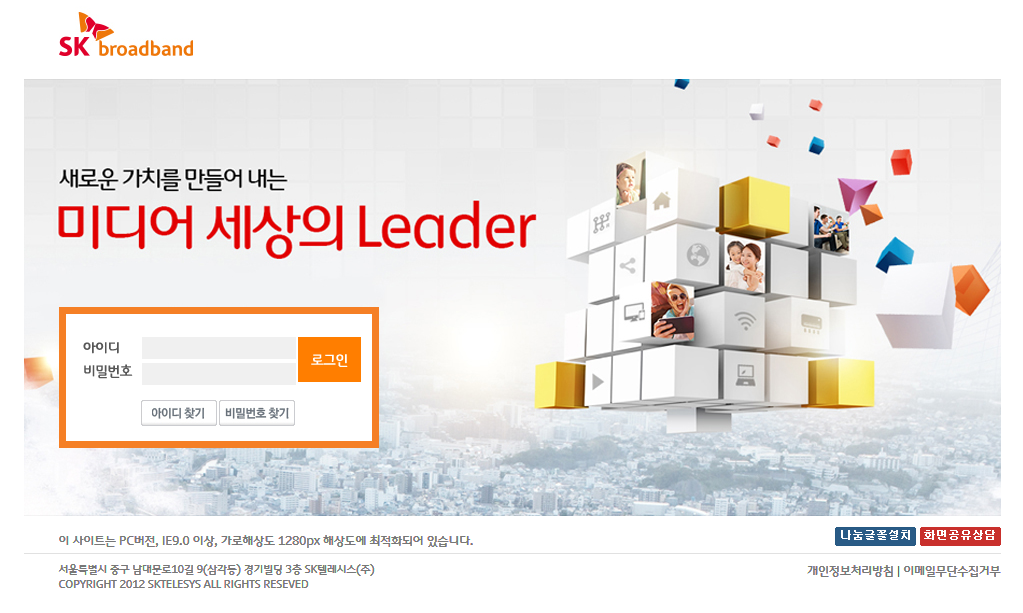 SK broadband
새로운 가치를 만들어 내는
미디어 세상의 Leader
아이디
비밀번호
로그인
아이디 찾기 비밀번호 찾기
이 사이트는 PC버전, IE9.0 이상, 가로해상도 1280px 해상도에 최적화되어 있습니다.
나눔글꼴설치 화면공유상담
서울특별시 중구 남대문로10길 9(삼각동) 경기빌딩 3층 SK텔레시스(주)
개인정보처리방침 | 이메일무단수집거부
COPYRIGHT 2012 SKTELESYS ALL RIGHTS RESEVED